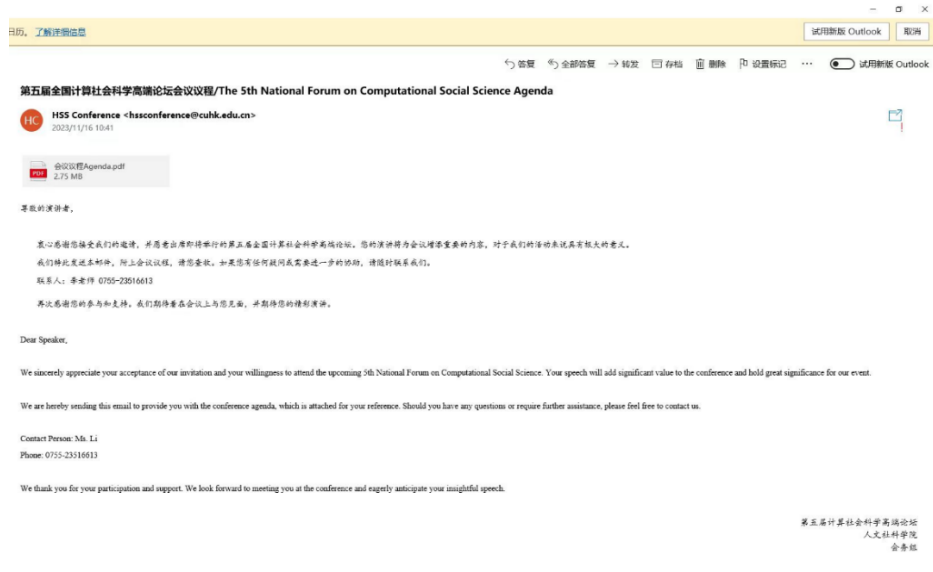 日历。 了解详细信息
试用新版 Outlook 取消
答复 全部答复 转发 存档 删除 设置标记 ··· 试用新版 Outlook
第五届全国计算社会科学高端论坛会议议程/The 5th National Forum on Computational Social Science Agenda
HC
HSS Conference <hssconference@cuhk.edu.cn>
2023/11/16 10:41
PDF
会议议程Agenda.pdf
2.75 MB
尊敬的演讲者,
衷心感谢您接受我们的邀请,并愿意出席即将举行的第五届全国计算社会科学高端论坛。您的演讲将为会议增添重要的内容,对于我们的活动来说具有极大的意义。
我们特此发送本邮件,附上会议议程,请您查收。如果您有任何疑问或需要进一步的协助,请随时联系我们。
联系人:李老师 0755-23516613
再次感谢您的参与和支持。我们期待着在会议上与您见面,并期待您的精彩演讲。
Dear Speaker,
We sincerely appreciate your acceptance of our invitation and your willingness to attend the upcoming 5th National Forum on Computational Social Science. Your speech will add significant value to the conference and hold great significance for our event.
We are hereby sending this email to provide you with the conference agenda, which is attached for your reference. Should you have any questions or require further assistance, please feel free to contact us.
Contact Person: Ms. Li
Phone: 0755-23516613
We thank you for your participation and support. We look forward to meeting you at the conference and eagerly anticipate your insightful speech.
第五届计算社会科学高端论坛
人文社科学院
会务组